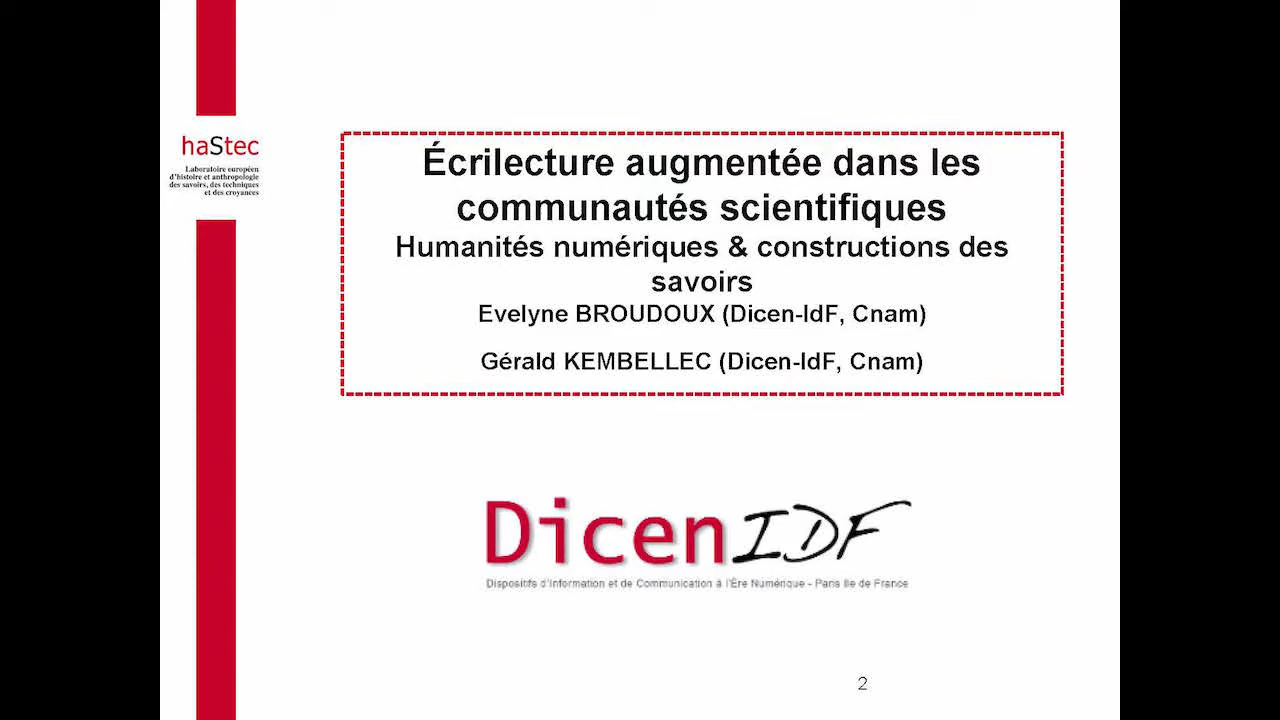 haStec
Laboratoire européen
d'histoire et anthropologie
des savoirs, des techniques
et des croyances
Écrilecture augmentée dans les
communautés scientifiques
Humanités numériques & constructions des
savoirs
Evelyne BROUDOUX (Dicen-IdF, Cnam)
Gérald KEMBELLEC (Dicen-IdF, Cnam)
Dicen IDF
Dispositifs d'Information et de Communication à l'Ère Numérique - Paris Ile de France
2